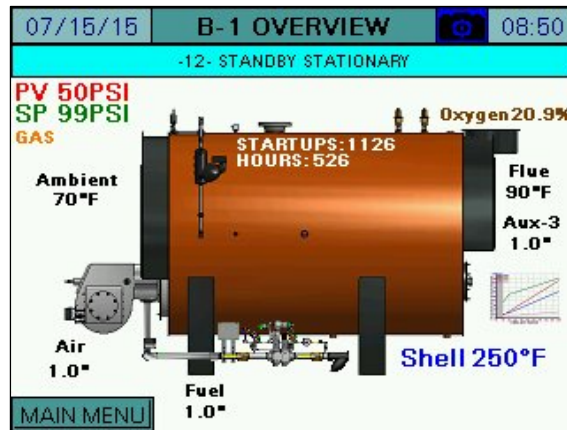 07/15/15 B-1 OVERVIEW 08:50
-12- STANDBY STATIONARY
PV 50PSI
SP 99PSI
GAS
Oxygen 20.9%
STARTUPS:1126
HOURS:526
Ambient
70°F
Flue
90°F
Aux-3
1.0°
Air
1.0°
Fuel
1.0°
Shell 250°F
MAIN MENU